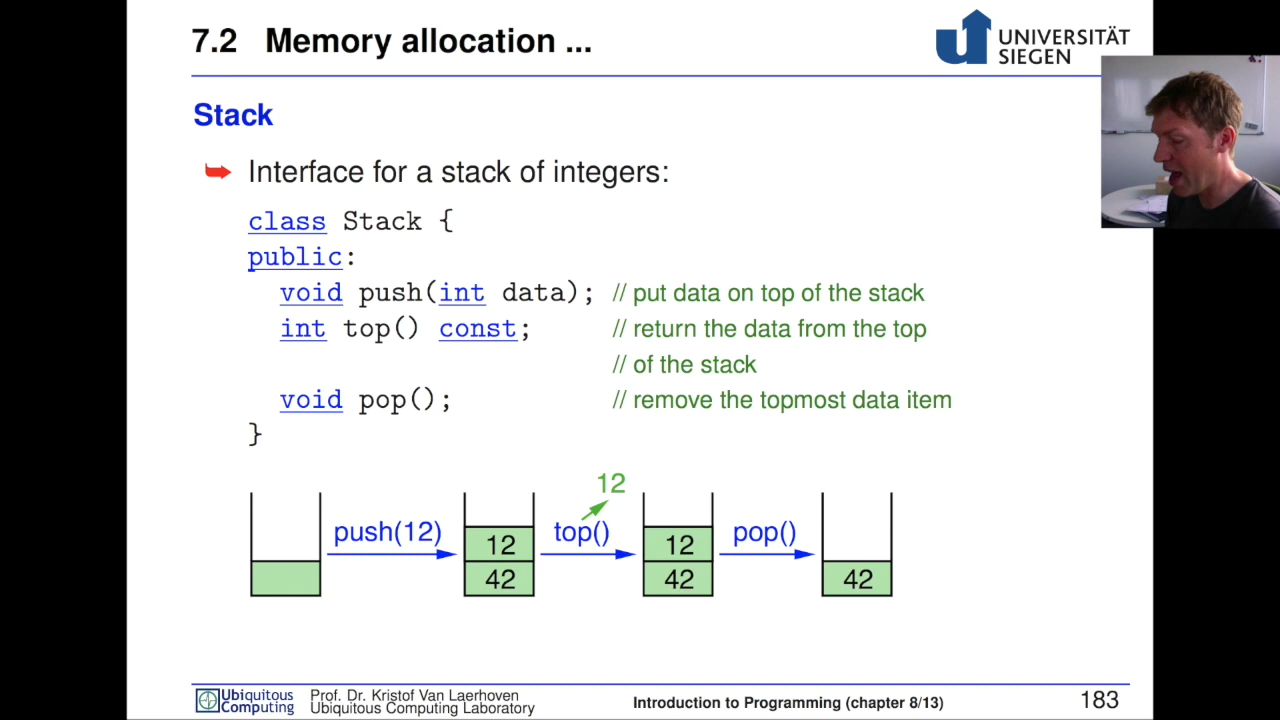 7.2 Memory allocation ...
UNIVERSITÄT
SIEGEN
Stack
Interface for a stack of integers:
class Stack {
public:
void push(int data); // put data on top of the stack
int top() const; // return the data from the top
// of the stack
void pop(); // remove the topmost data item
}
12
push(12) top() pop()
12 12
42 42 42
Ubiquitous
Computing
Prof. Dr. Kristof Van Laerhoven
Ubiquitous Computing Laboratory
Introduction to Programming (chapter 8/13)
183